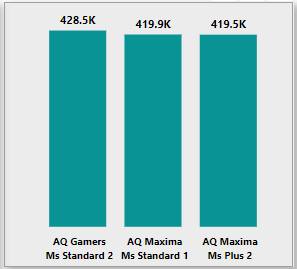 428.5K
419.9K
419.5K
AQ Gamers
Ms Standard 2
AQ Maxima
Ms Standard 1
AQ Maxima
Ms Plus 2